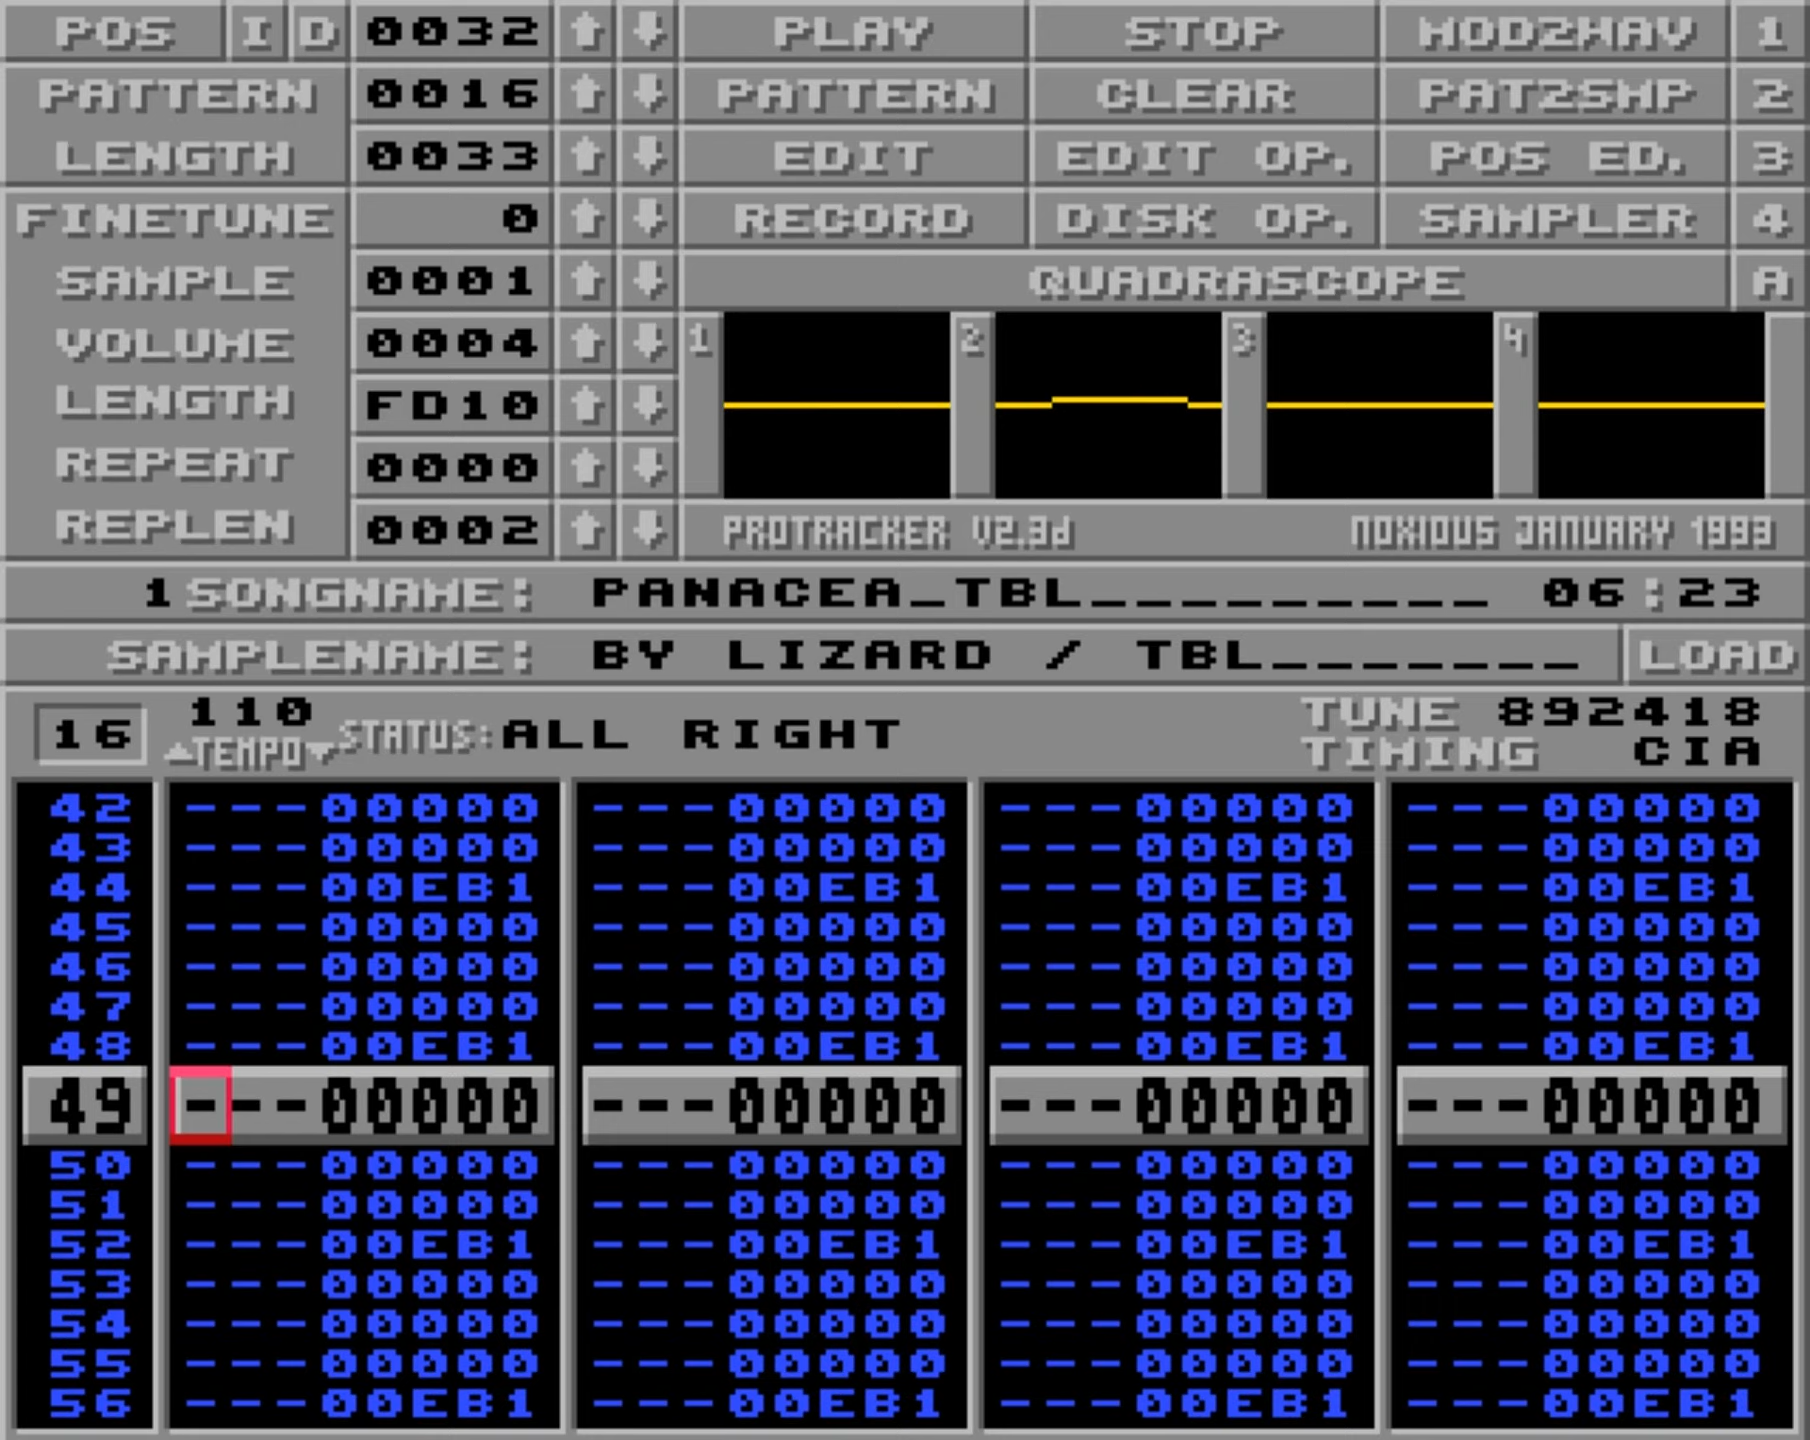 POS I D 0032 PLAY STOP MOD2WAV 1
PATTERN 0016 PATTERN CLEAR PAT2SMP 2
LENGTH 0033 EDIT EDIT OP. POS ED. 3
FINETUNE 0 RECORD DISK OP. SAMPLER 4
SAMPLE 0001 QUADRASCOPE A
VOLUME 0004 1 2 3 4
LENGTH FD10
REPEAT 0000
REPLEN 0002 PROTRACKER V2.3d NOXIOUS JANUARY 1993
1 SONGNAME: PANACEA_TBL_________ 06:23
SAMPLENAME: BY LIZARD / TBL_______ LOAD
16 110 TEMPO STATUS: ALL RIGHT TUNE 892418
TIMING CIA
42 ---00000 ---00000 ---00000 ---00000
43 ---00000 ---00000 ---00000 ---00000
44 ---00EB1 ---00EB1 ---00EB1 ---00EB1
45 ---00000 ---00000 ---00000 ---00000
46 ---00000 ---00000 ---00000 ---00000
47 ---00000 ---00000 ---00000 ---00000
48 ---00EB1 ---00EB1 ---00EB1 ---00EB1
49 ---00000 ---00000 ---00000 ---00000
50 ---00000 ---00000 ---00000 ---00000
51 ---00000 ---00000 ---00000 ---00000
52 ---00EB1 ---00EB1 ---00EB1 ---00EB1
53 ---00000 ---00000 ---00000 ---00000
54 ---00000 ---00000 ---00000 ---00000
55 ---00000 ---00000 ---00000 ---00000
56 ---00EB1 ---00EB1 ---00EB1 ---00EB1